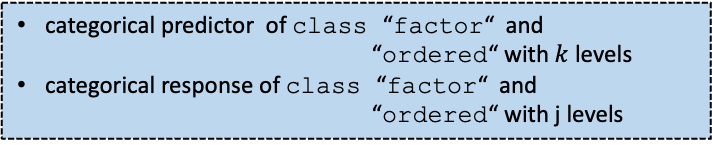 • categorical predictor of class “factor“ and
“ordered“ with k levels
• categorical response of class “factor“ and
“ordered“ with j levels